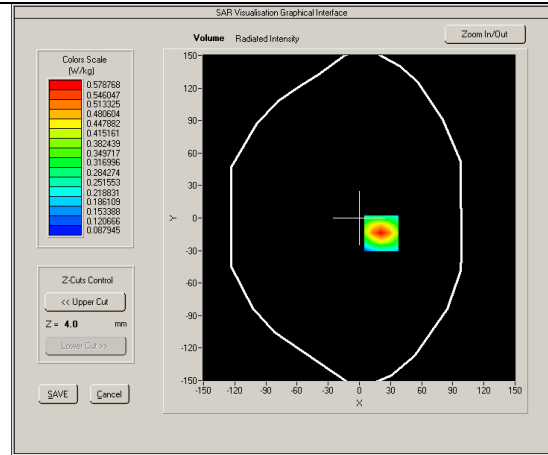 SAR Visualisation Graphical Interface
Volume Radiated Intensity
Zoom In/Out
Colors Scale
(W/kg)
0.578768
0.546047
0.513325
0.480604
0.447882
0.415161
0.382439
0.349717
0.316996
0.284274
0.251553
0.218831
0.186109
0.153388
0.120666
0.087945
Z-Cuts Control
<< Upper Cut
Z = 4.0 mm
Lower Cut >>
SAVE Cancel
150
120
90
60
30
0
-30
-60
-90
-120
-150
Y
-150 -120 -90 -60 -30 0 30 60 90 120 150
X